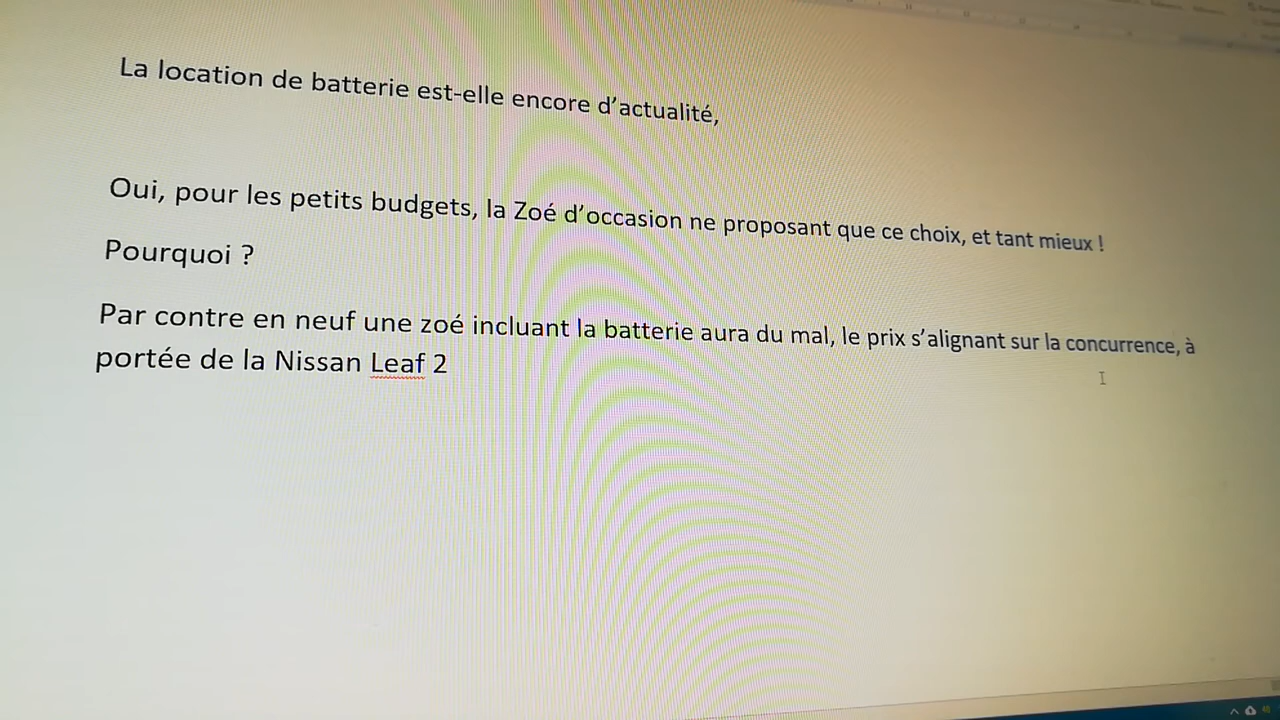 La location de batterie est-elle encore d'actualité,
Oui, pour les petits budgets, la Zoé d'occasion ne proposant que ce choix, et tant mieux !
Pourquoi ?
Par contre en neuf une zoé incluant la batterie aura du mal, le prix s'alignant sur la concurrence, à
portée de la Nissan Leaf 2